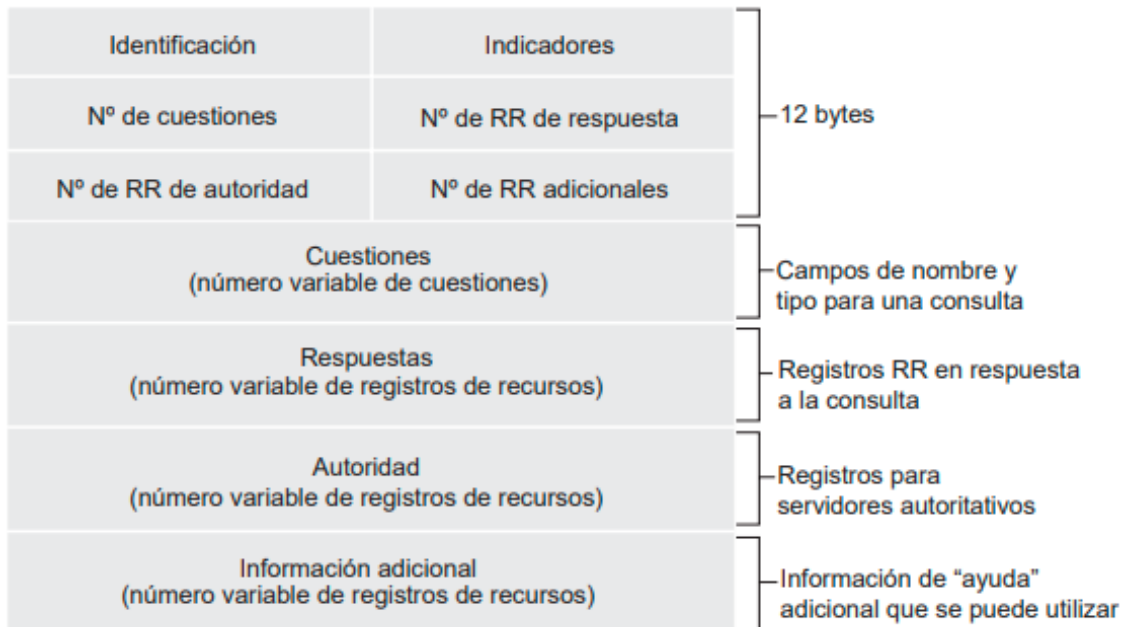 Identificación
Indicadores
Nº de cuestiones
Nº de RR de respuesta
12 bytes
Nº de RR de autoridad
Nº de RR adicionales
Cuestiones
(número variable de cuestiones)
Campos de nombre y
tipo para una consulta
Respuestas
(número variable de registros de recursos)
Registros RR en respuesta
a la consulta
Autoridad
(número variable de registros de recursos)
Registros para
servidores autoritativos
Información adicional
(número variable de registros de recursos)
Información de “ayuda”
adicional que se puede utilizar